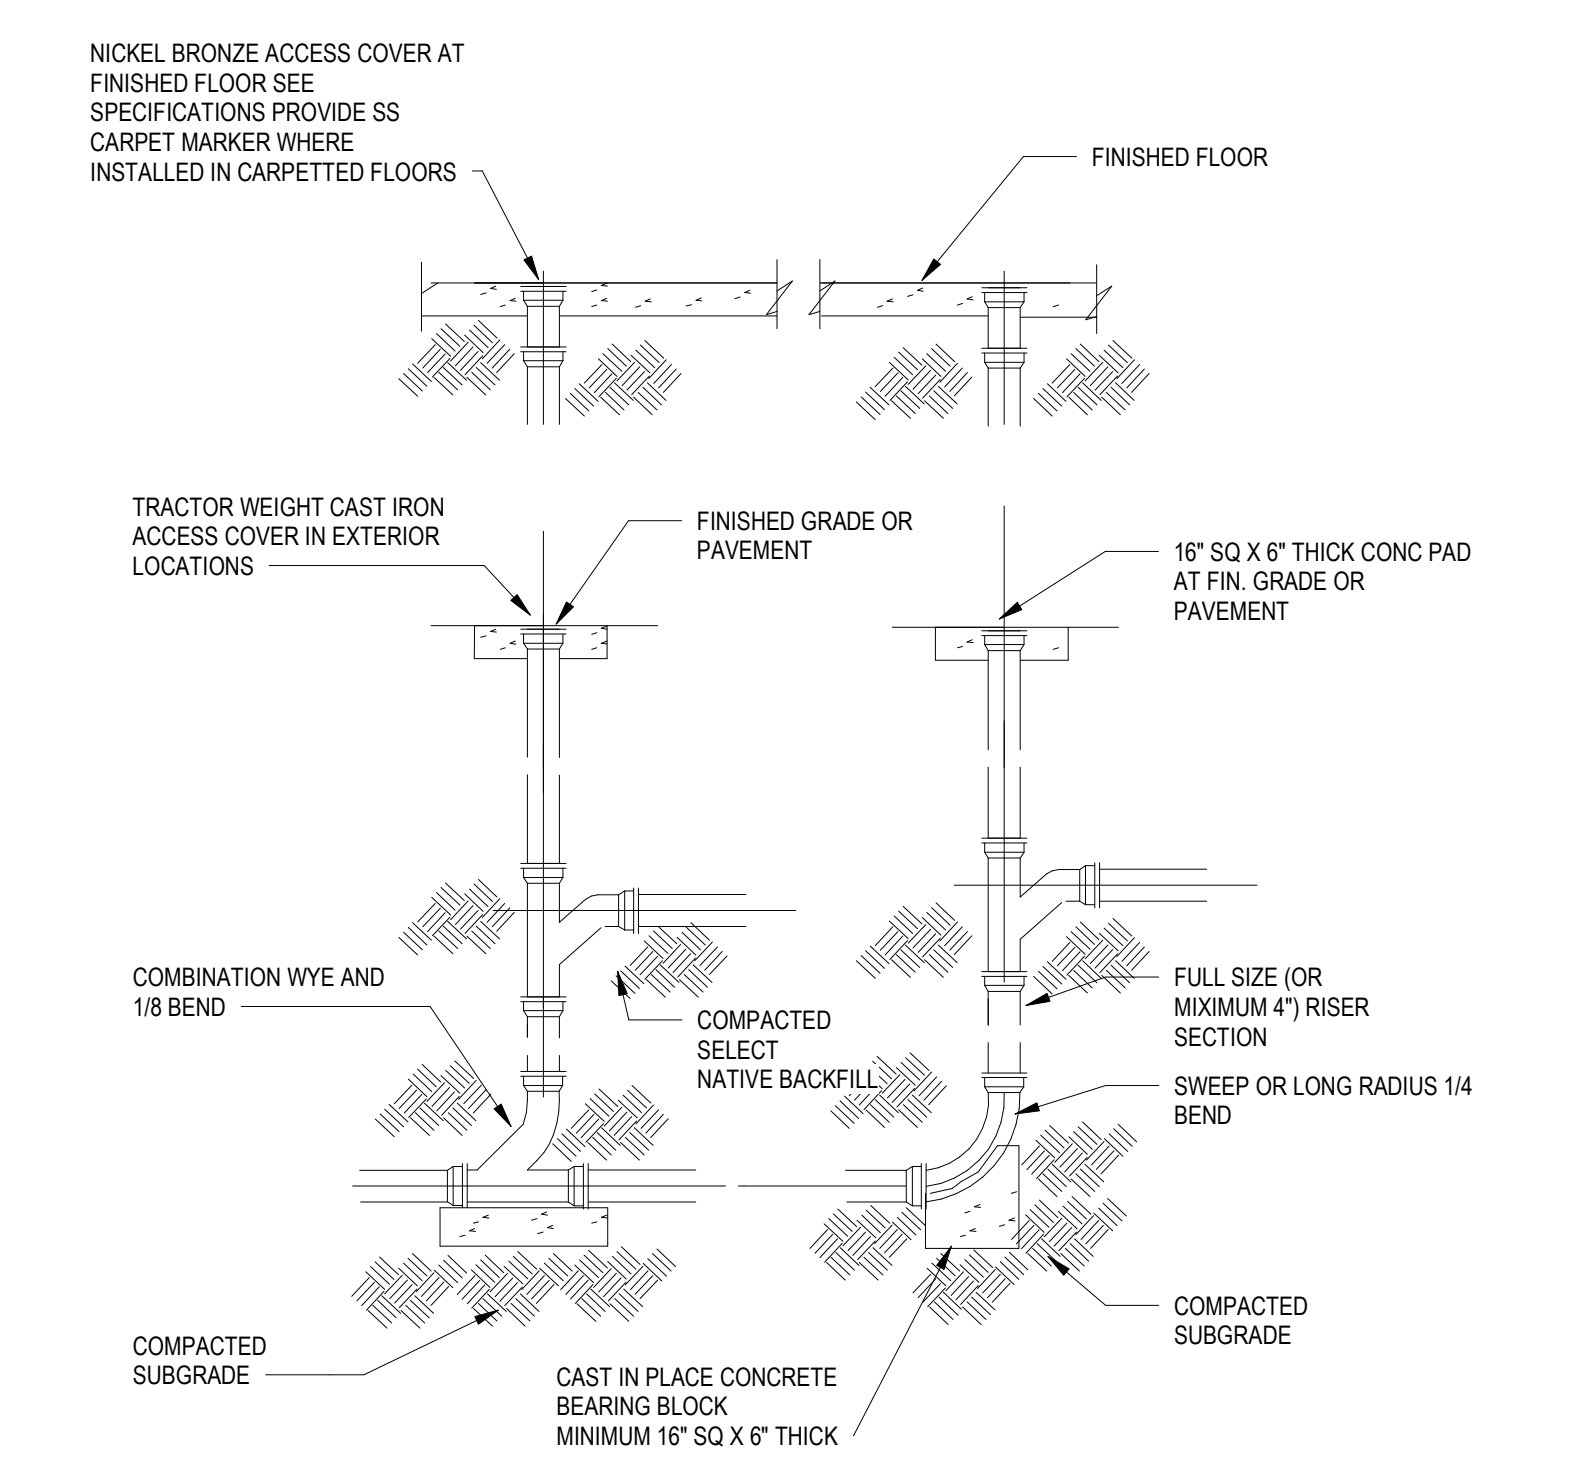 NICKEL BRONZE ACCESS COVER AT
FINISHED FLOOR SEE
SPECIFICATIONS PROVIDE SS
CARPET MARKER WHERE
INSTALLED IN CARPETTED FLOORS
FINISHED FLOOR
TRACTOR WEIGHT CAST IRON
ACCESS COVER IN EXTERIOR
LOCATIONS
FINISHED GRADE OR
PAVEMENT
16" SQ X 6" THICK CONC PAD
AT FIN. GRADE OR
PAVEMENT
COMBINATION WYE AND
1/8 BEND
COMPACTED
SELECT
NATIVE BACKFILL
FULL SIZE (OR
MIXIMUM 4") RISER
SECTION
SWEEP OR LONG RADIUS 1/4
BEND
COMPACTED
SUBGRADE
CAST IN PLACE CONCRETE
BEARING BLOCK
MINIMUM 16" SQ X 6" THICK
COMPACTED
SUBGRADE